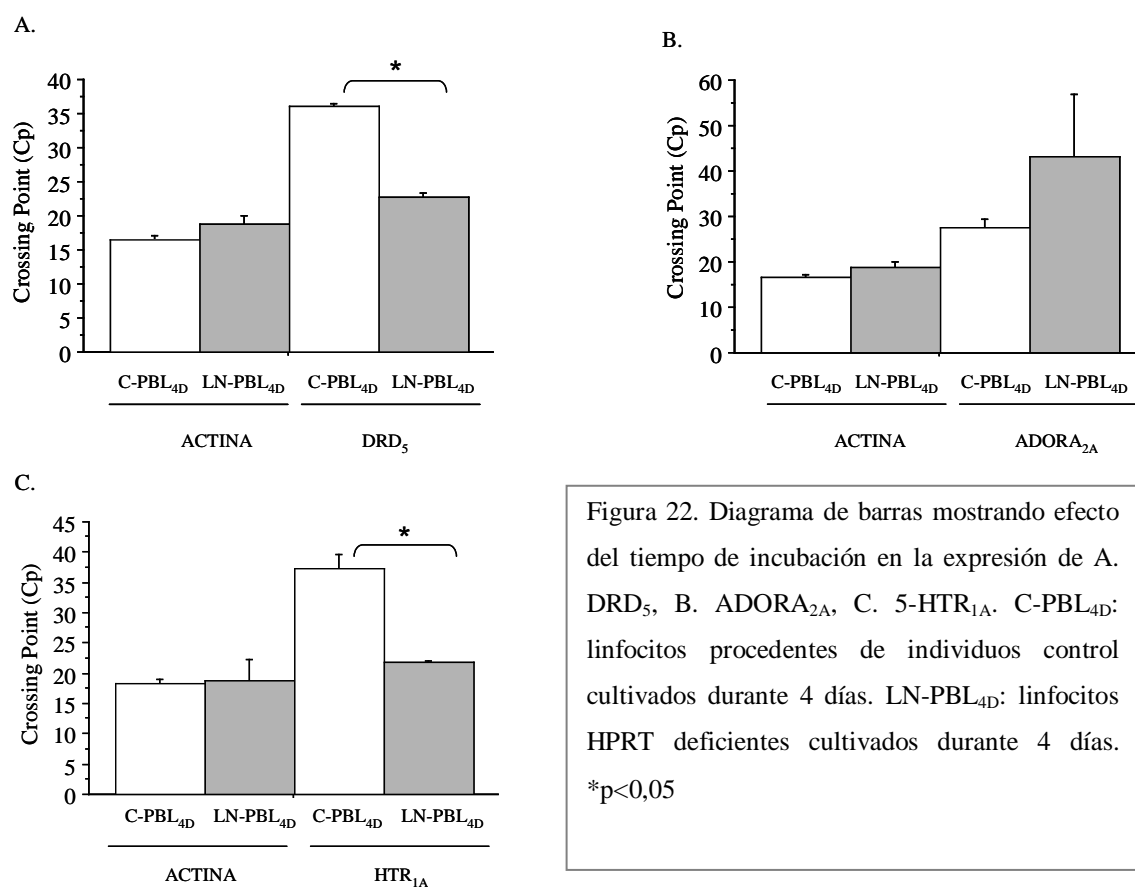 A.
*
40
35
30
25
20
15
10
5
0
Crossing Point (Cp)
C-PBL4D LN-PBL4D C-PBL4D LN-PBL4D
ACTINA DRD5
B.
60
50
40
30
20
10
0
Crossing Point (Cp)
C-PBL4D LN-PBL4D C-PBL4D LN-PBL4D
ACTINA ADORA2A
C.
*
45
40
35
30
25
20
15
10
5
0
Crossing Point (Cp)
C-PBL4D LN-PBL4D C-PBL4D LN-PBL4D
ACTINA HTR1A
Figura 22. Diagrama de barras mostrando efecto
del tiempo de incubación en la expresión de A.
DRD5, B. ADORA2A, C. 5-HTR1A. C-PBL4D:
linfocitos procedentes de individuos control
cultivados durante 4 días. LN-PBL4D: linfocitos
HPRT deficientes cultivados durante 4 días.
*p<0,05